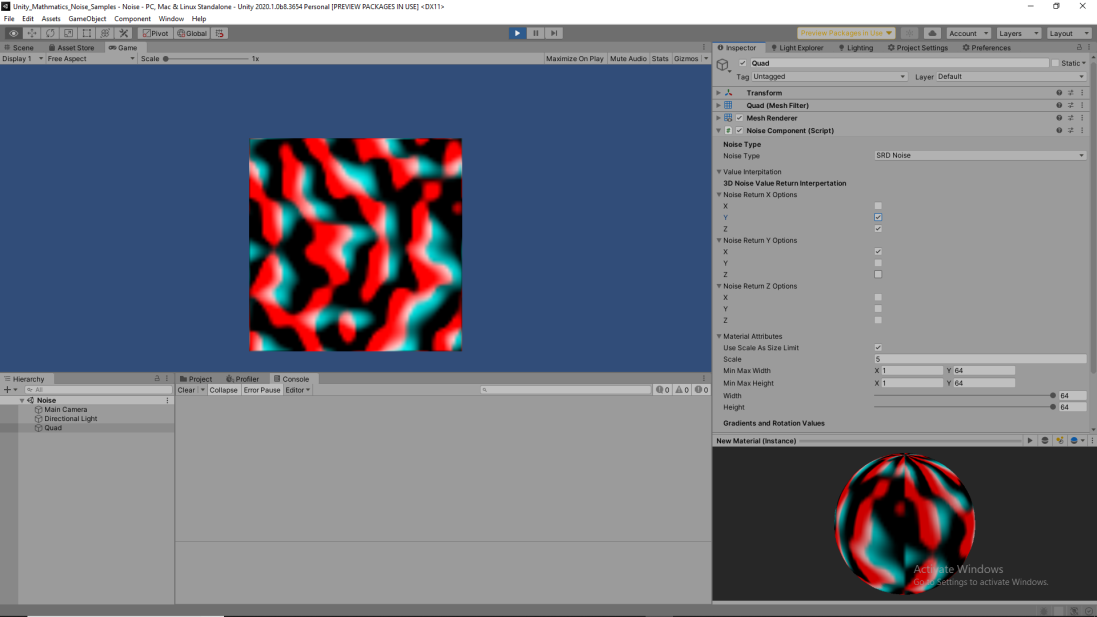 Unity_Mathmatics_Noise_Samples - Noise - PC, Mac & Linux Standalone - Unity 2020.1.0b8.3654 Personal [PREVIEW PACKAGES IN USE] <DX11>
File Edit Assets GameObject Component Window Help
Pivot Global Preview Packages in Use Account Layers Layout
Scene Asset Store Game
Display 1 Free Aspect Scale 1x Maximize On Play Mute Audio Stats Gizmos
Inspector Light Explorer Lighting Project Settings Preferences
Quad Static
Tag Untagged Layer Default
Transform
Quad (Mesh Filter)
Mesh Renderer
Noise Component (Script)
Noise Type
Noise Type SRD Noise
Value Interpitation
3D Noise Value Return Interpertation
Noise Return X Options
X
Y
Z
Noise Return Y Options
X
Y
Z
Noise Return Z Options
X
Y
Z
Material Attributes
Use Scale As Size Limit
Scale 5
Min Max Width X 1 Y 64
Min Max Height X 1 Y 64
Width 64
Height 64
Gradients and Rotation Values
Hierarchy
All
Noise
Main Camera
Directional Light
Quad
Project Profiler Console
Clear Collapse Error Pause Editor 0 0 0
New Material (Instance)
Activate Windows
Go to Settings to activate Windows.